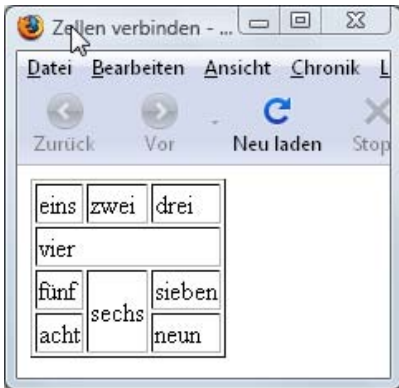 Zellen verbinden - ...
Datei Bearbeiten Ansicht Chronik L
Zurück Vor Neu laden Stop
eins zwei drei
vier
fünf sechs sieben
acht neun